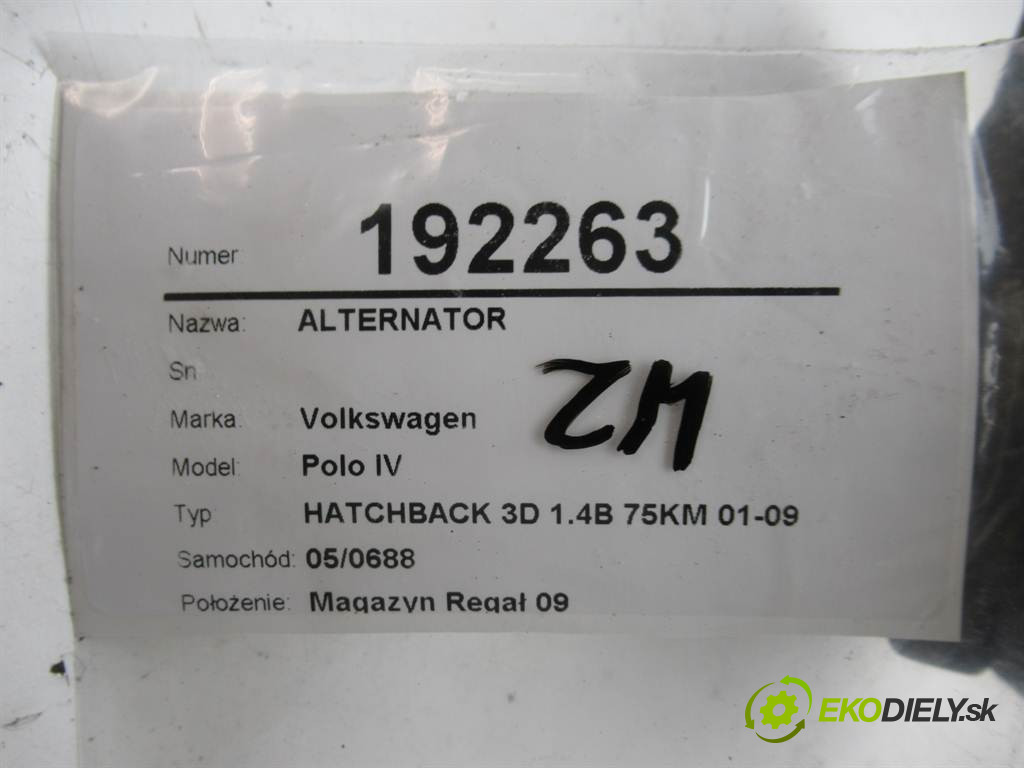 Numer 192263
Nazwa: ALTERNATOR
Sn
Marka: Volkswagen
Model: Polo IV
Typ HATCHBACK 3D 1.4B 75KM 01-09
Samochód: 05/0688
Położenie: Magazyn Regał 09
EKODIELY.sk